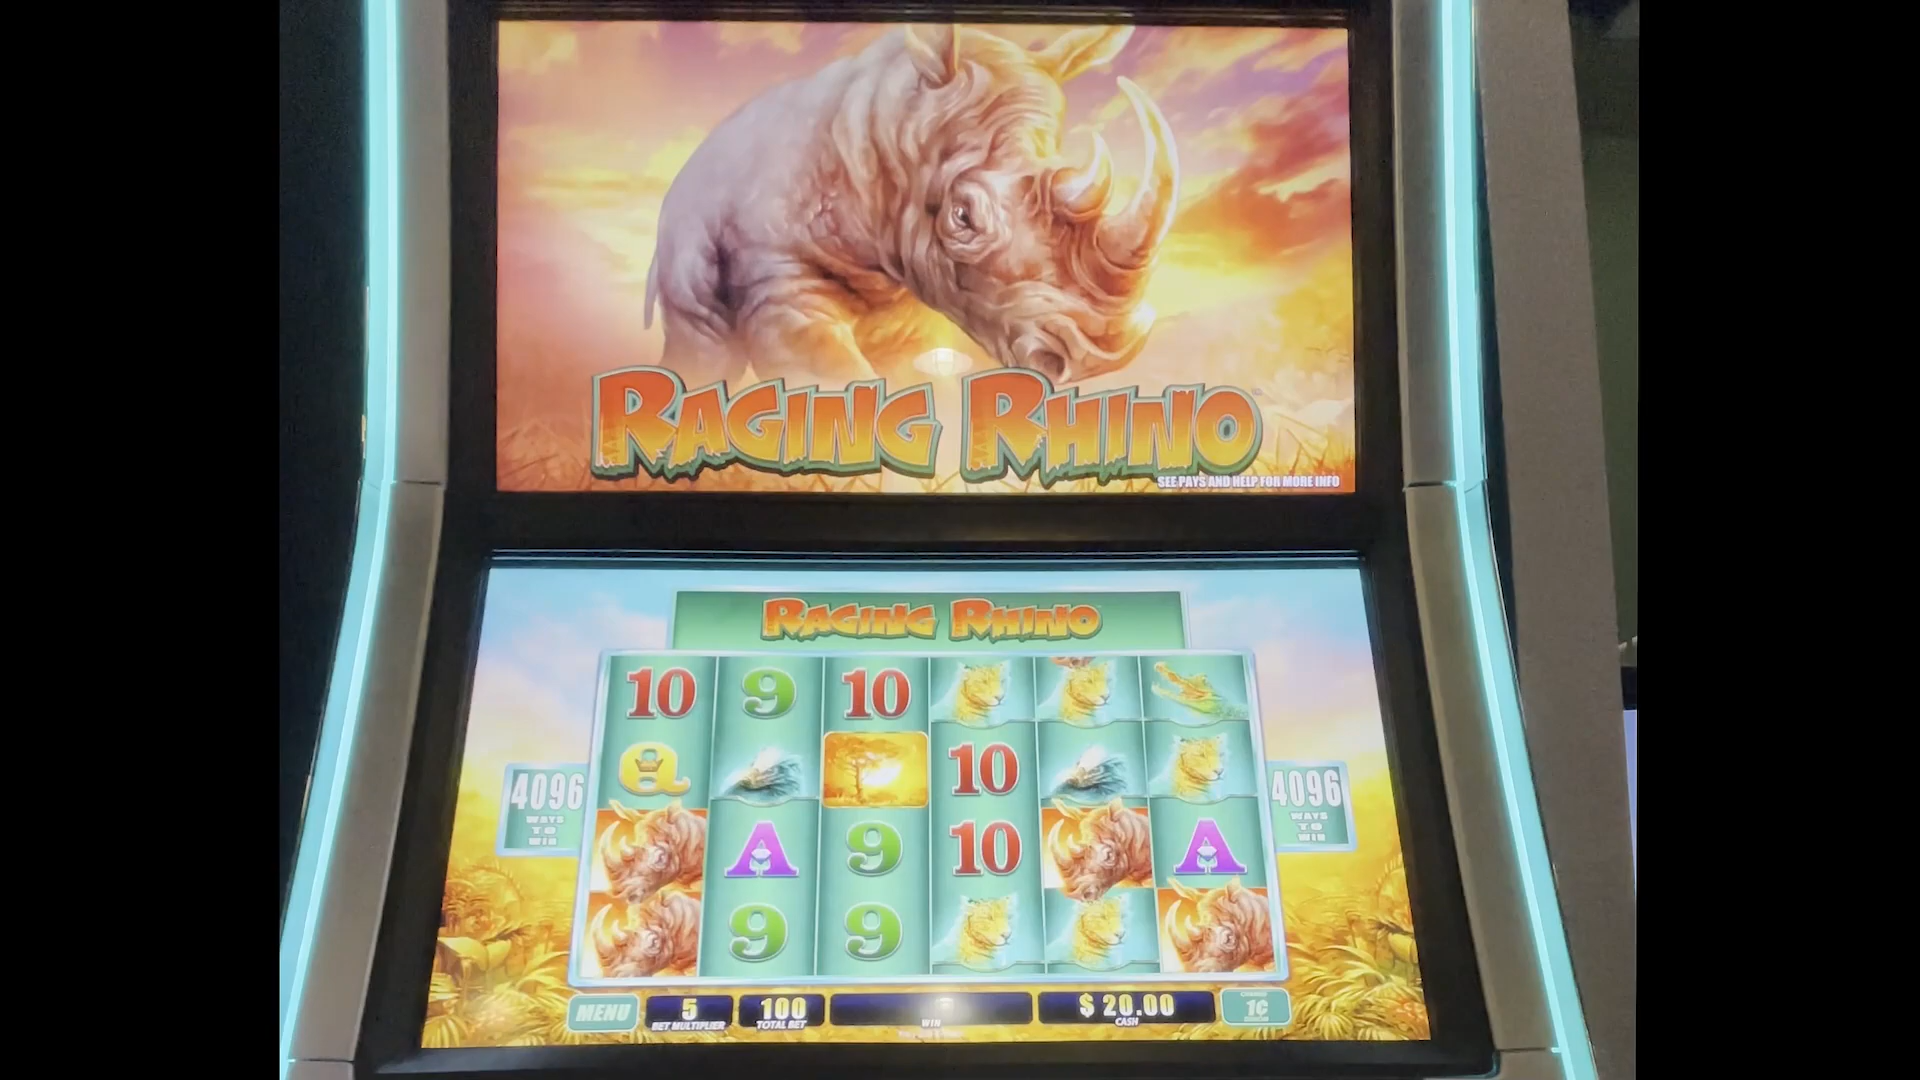 RAGING RHINO™
SEE PAYS AND HELP FOR MORE INFO
RAGING RHINO
10 9 10
Q 10
A 9 10 A
9 9
4096
WAYS
TO
WIN
4096
WAYS
TO
WIN
MENU
5
BET MULTIPLIER
100
TOTAL BET
WIN
$ 20.00
CASH
1¢